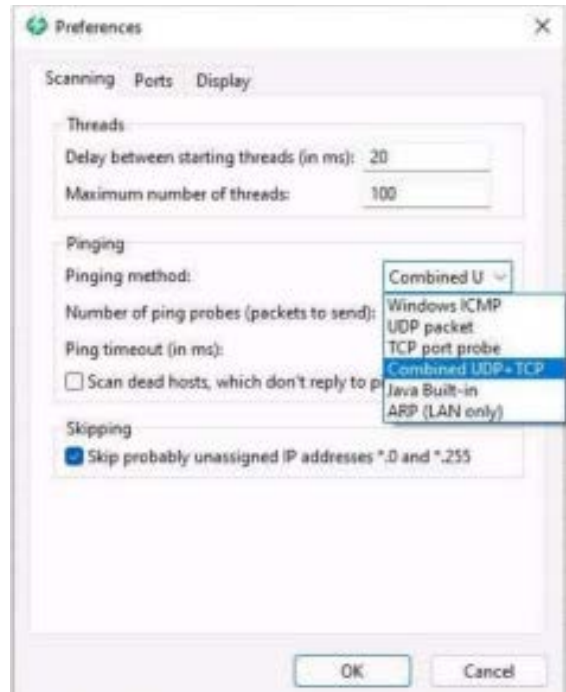 Preferences
Scanning Ports Display
Threads
Delay between starting threads (in ms): 20
Maximum number of threads: 100
Pinging
Pinging method: Combined U
Number of ping probes (packets to send):
Ping timeout (in ms):
Scan dead hosts, which don't reply to p
Windows ICMP
UDP packet
TCP port probe
Combined UDP+TCP
Java Built-in
ARP (LAN only)
Skipping
Skip probably unassigned IP addresses *.0 and *.255
OK Cancel